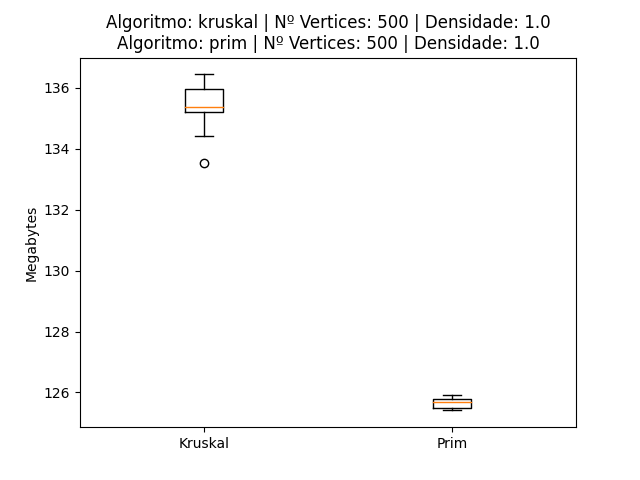 Algoritmo: kruskal | Nº Vertices: 500 | Densidade: 1.0
Algoritmo: prim | Nº Vertices: 500 | Densidade: 1.0
136
134
132
130
128
126
Megabytes
Kruskal
Prim